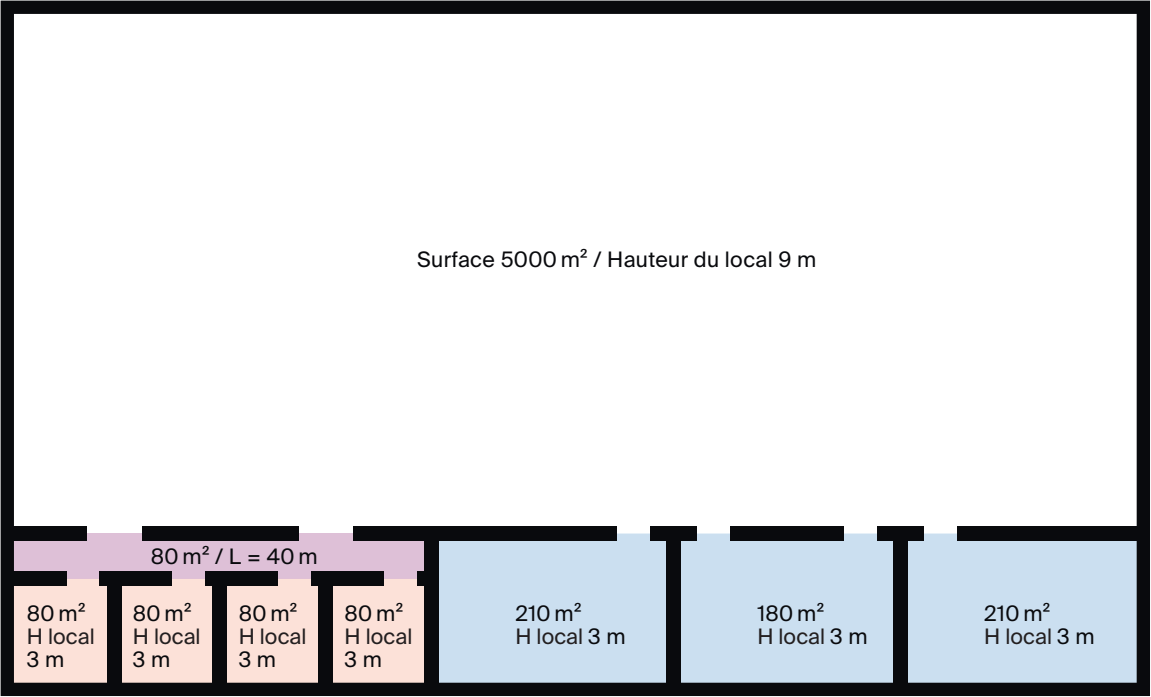 Surface 5000 m² / Hauteur du local 9 m
80 m² / L = 40 m
80 m²
H local
3 m
80 m²
H local
3 m
80 m²
H local
3 m
80 m²
H local
3 m
210 m²
H local 3 m
180 m²
H local 3 m
210 m²
H local 3 m